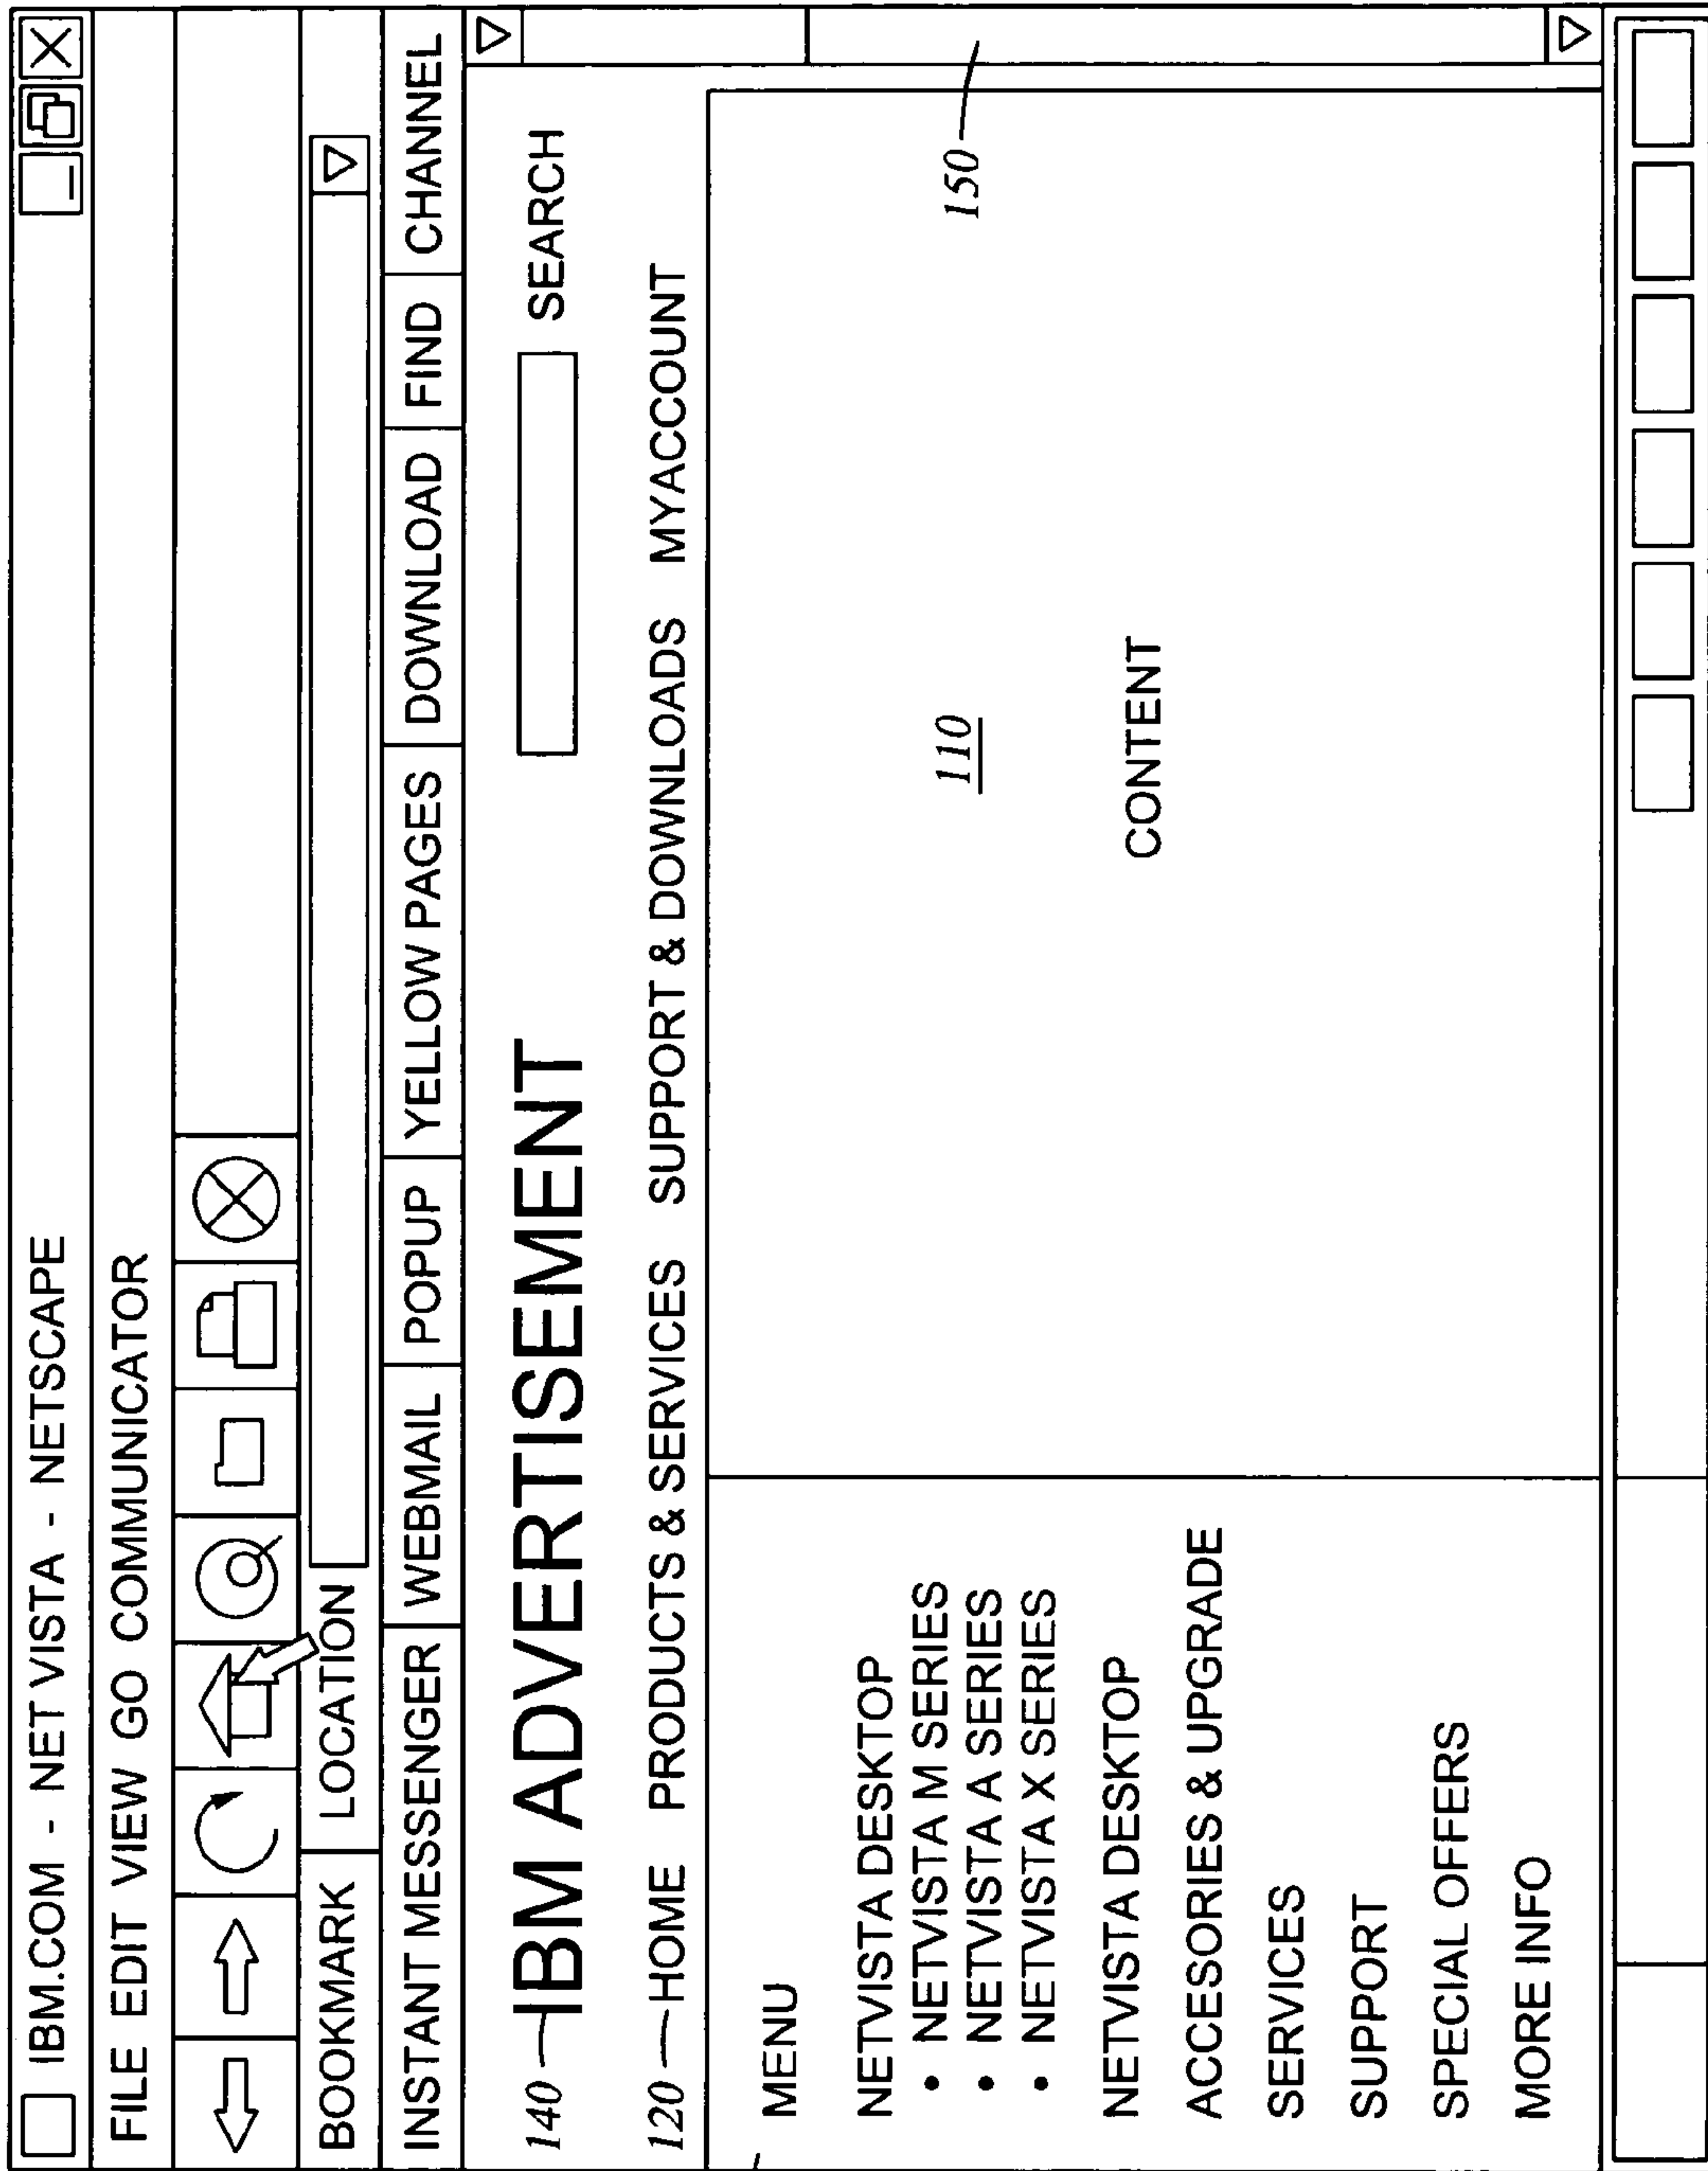 IBM.COM - NET VISTA - NETSCAPE
FILE EDIT VIEW GO COMMUNICATOR
BOOKMARK LOCATION
INSTANT MESSENGER WEBMAIL POPUP YELLOW PAGES DOWNLOAD FIND CHANNEL
140 IBM ADVERTISEMENT SEARCH
120 HOME PRODUCTS & SERVICES SUPPORT & DOWNLOADS MYACCOUNT
MENU
NETVISTA DESKTOP
• NETVISTA M SERIES
• NETVISTA A SERIES
• NETVISTA X SERIES
NETVISTA DESKTOP
ACCESORIES & UPGRADE
SERVICES
SUPPORT
SPECIAL OFFERS
MORE INFO
110
150
CONTENT